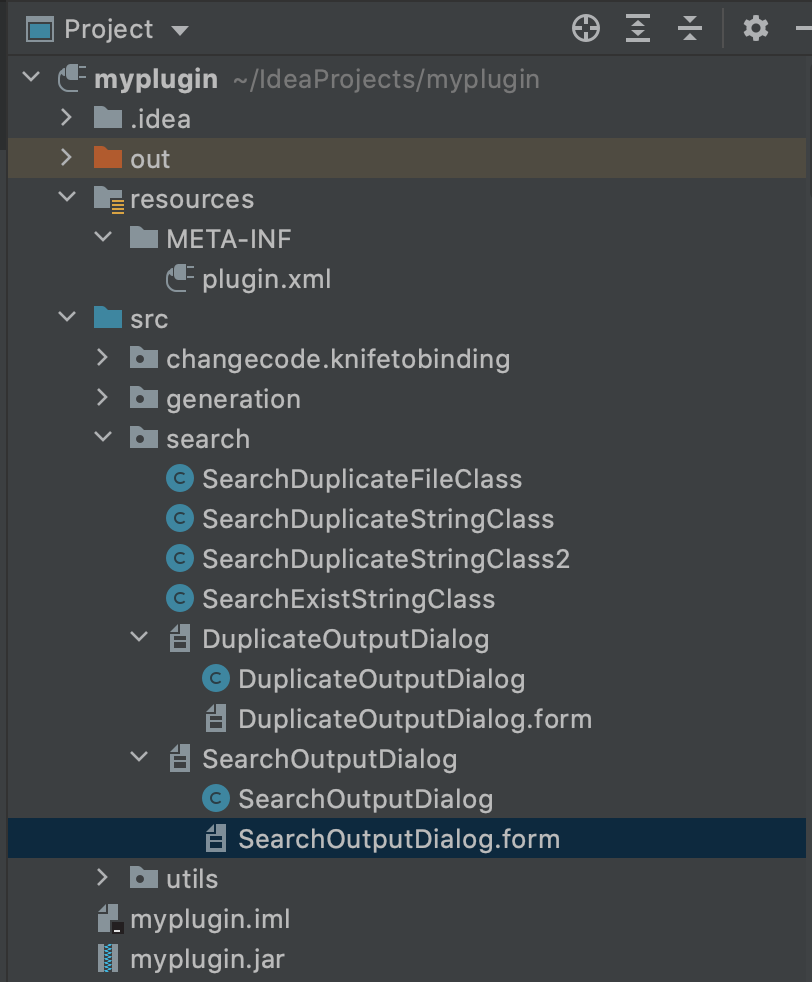 Project
myplugin ~/IdeaProjects/myplugin
.idea
out
resources
META-INF
plugin.xml
src
changecode.knifetobinding
generation
search
SearchDuplicateFileClass
SearchDuplicateStringClass
SearchDuplicateStringClass2
SearchExistStringClass
DuplicateOutputDialog
DuplicateOutputDialog
DuplicateOutputDialog.form
SearchOutputDialog
SearchOutputDialog
SearchOutputDialog.form
utils
myplugin.iml
myplugin.jar